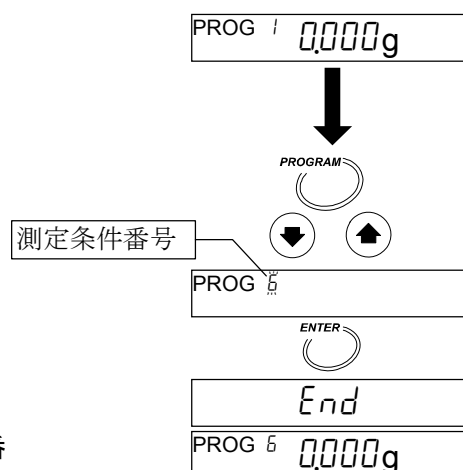 PROG 1 0.000g
PROGRAM
測定条件番号
PROG 6
ENTER
End
番
PROG 6 0.000g